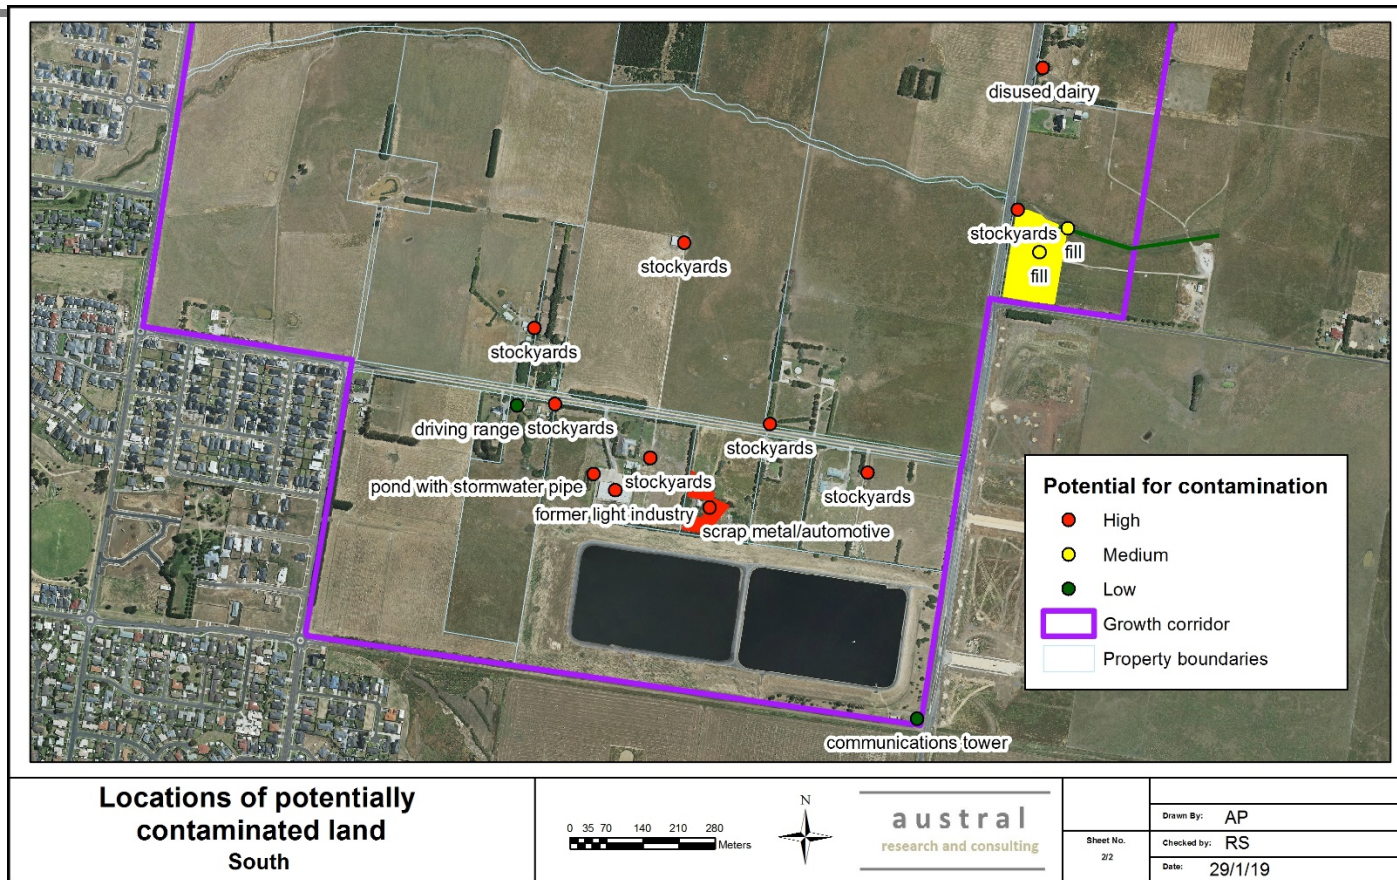 disused dairy
stockyards
fill
fill
stockyards
stockyards
driving range
stockyards
stockyards
pond with stormwater pipe
stockyards
stockyards
former light industry
scrap metal/automotive
communications tower
Potential for contamination
High
Medium
Low
Growth corridor
Property boundaries
Locations of potentially
contaminated land
South
0 35 70 140 210 280
Meters
N
austral
research and consulting
Sheet No.
2/2
Drawn By: AP
Checked by: RS
Date: 29/1/19